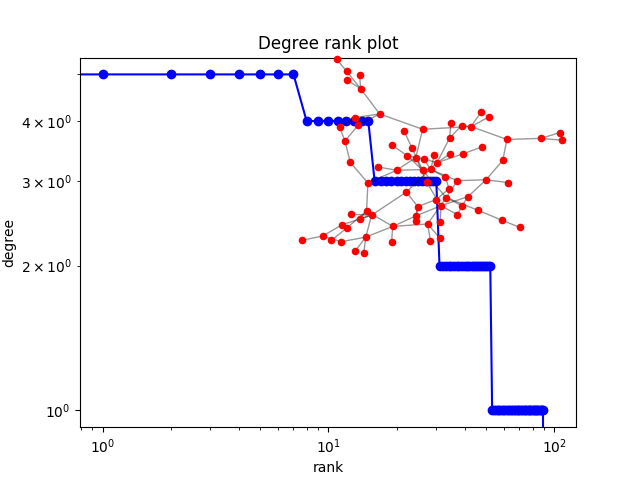 Degree rank plot
degree
4 × 10⁰
3 × 10⁰
2 × 10⁰
10⁰
10⁰ 10¹ 10²
rank